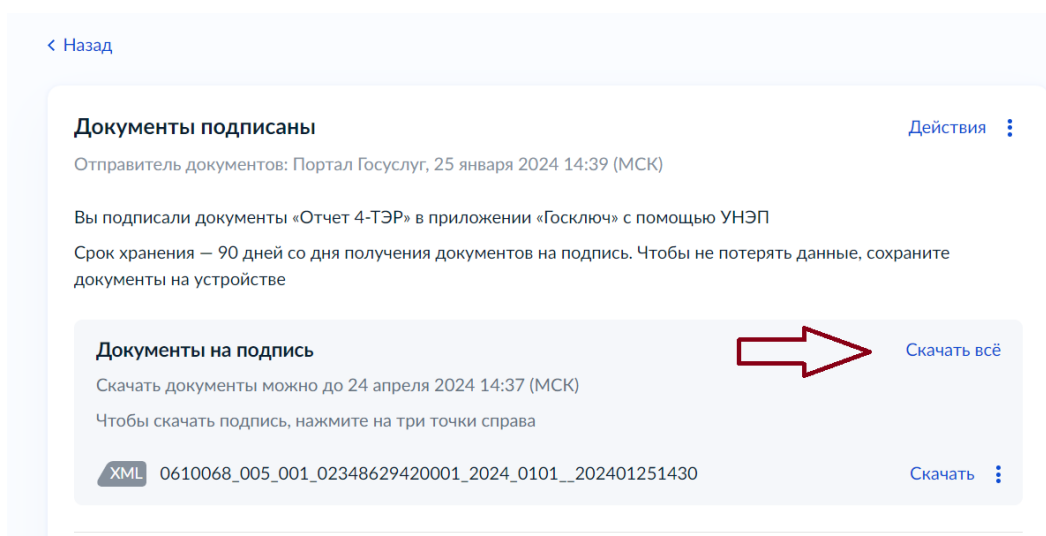 Назад
Документы подписаны
Действия
Отправитель документов: Портал Госуслуг, 25 января 2024 14:39 (МСК)
Вы подписали документы «Отчет 4-ТЭР» в приложении «Госключ» с помощью УНЭП
Срок хранения — 90 дней со дня получения документов на подпись. Чтобы не потерять данные, сохраните
документы на устройстве
Документы на подпись
Скачать всё
Скачать документы можно до 24 апреля 2024 14:37 (МСК)
Чтобы скачать подпись, нажмите на три точки справа
XML 0610068_005_001_02348629420001_2024_0101__202401251430
Скачать